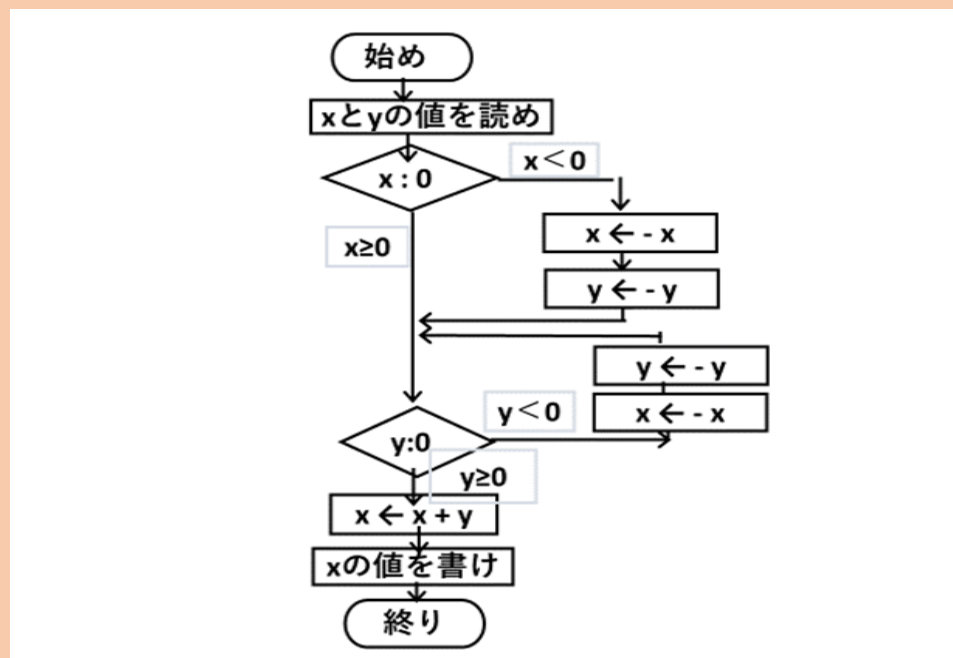 始め
xとyの値を読め
x : 0
x＜0
x≥0
x ← - x
y ← - y
y ← - y
x ← - x
y＜0
y:0
y≥0
x ← x + y
xの値を書け
終り